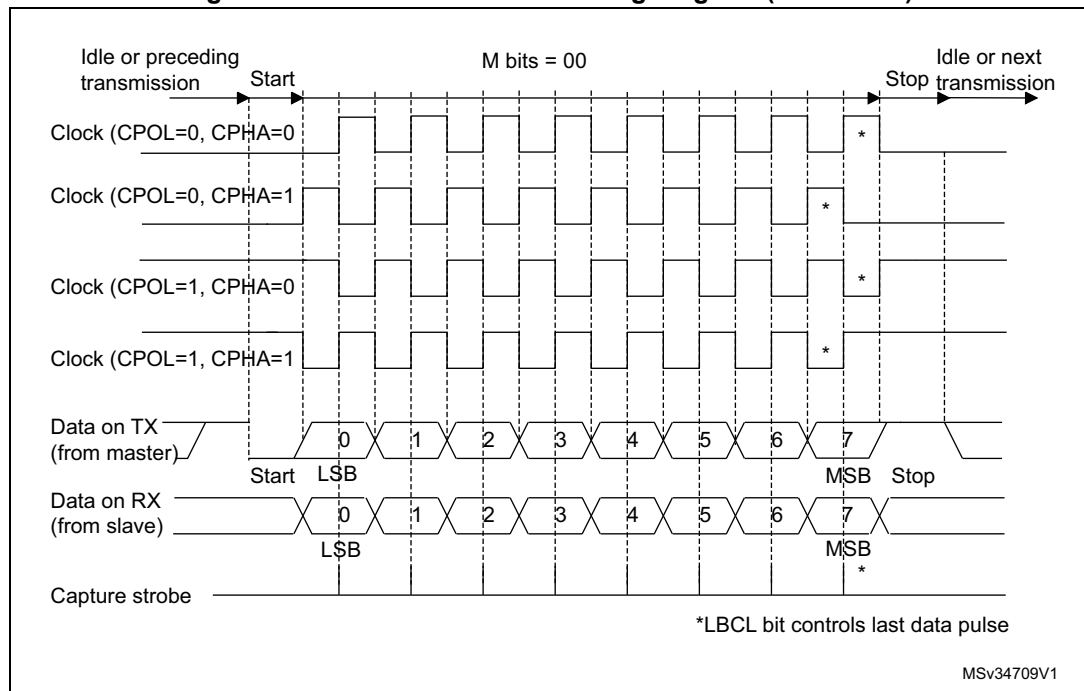 Idle or preceding transmission
Start
M bits = 00
Stop
Idle or next transmission
Clock (CPOL=0, CPHA=0
*
Clock (CPOL=0, CPHA=1
*
Clock (CPOL=1, CPHA=0
*
Clock (CPOL=1, CPHA=1
*
Data on TX
(from master)
0 1 2 3 4 5 6 7
Start LSB MSB Stop
Data on RX
(from slave)
0 1 2 3 4 5 6 7
LSB MSB
*
Capture strobe
*LBCL bit controls last data pulse
MSv34709V1